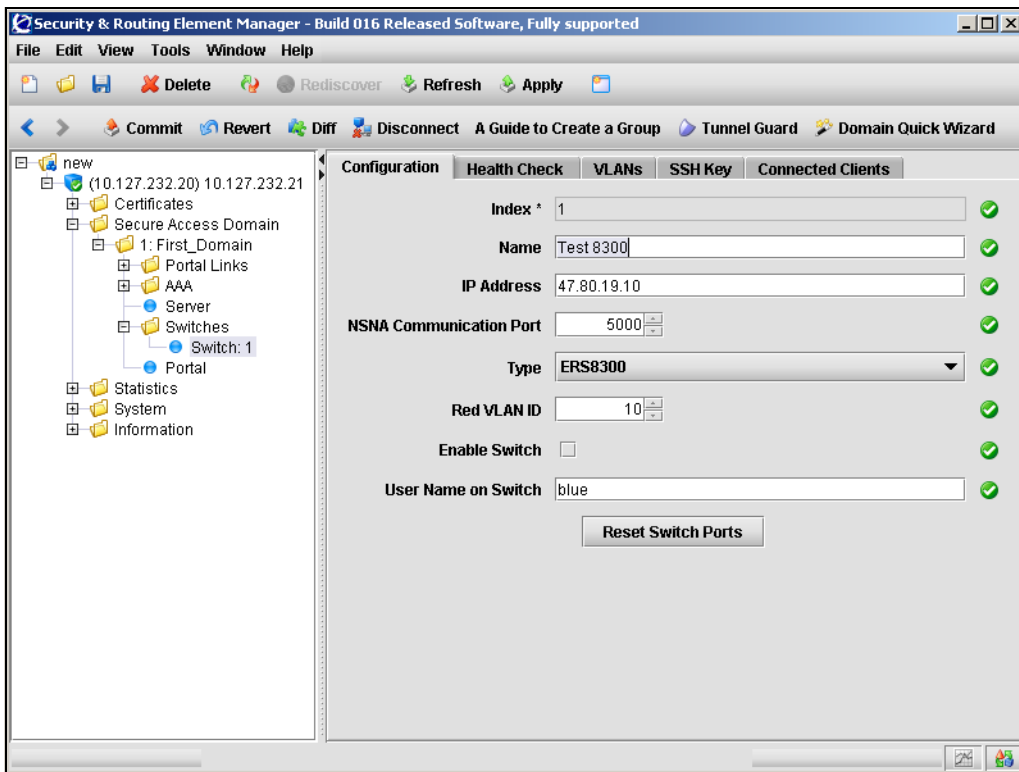 Security & Routing Element Manager - Build 016 Released Software, Fully supported
File Edit View Tools Window Help
Delete Rediscover Refresh Apply
Commit Revert Diff Disconnect A Guide to Create a Group Tunnel Guard Domain Quick Wizard
new
(10.127.232.20) 10.127.232.21
Certificates
Secure Access Domain
1: First_Domain
Portal Links
AAA
Server
Switches
Switch: 1
Portal
Statistics
System
Information
Configuration Health Check VLANs SSH Key Connected Clients
Index * 1
Name Test 8300
IP Address 47.80.19.10
NSNA Communication Port 5000
Type ERS8300
Red VLAN ID 10
Enable Switch
User Name on Switch blue
Reset Switch Ports